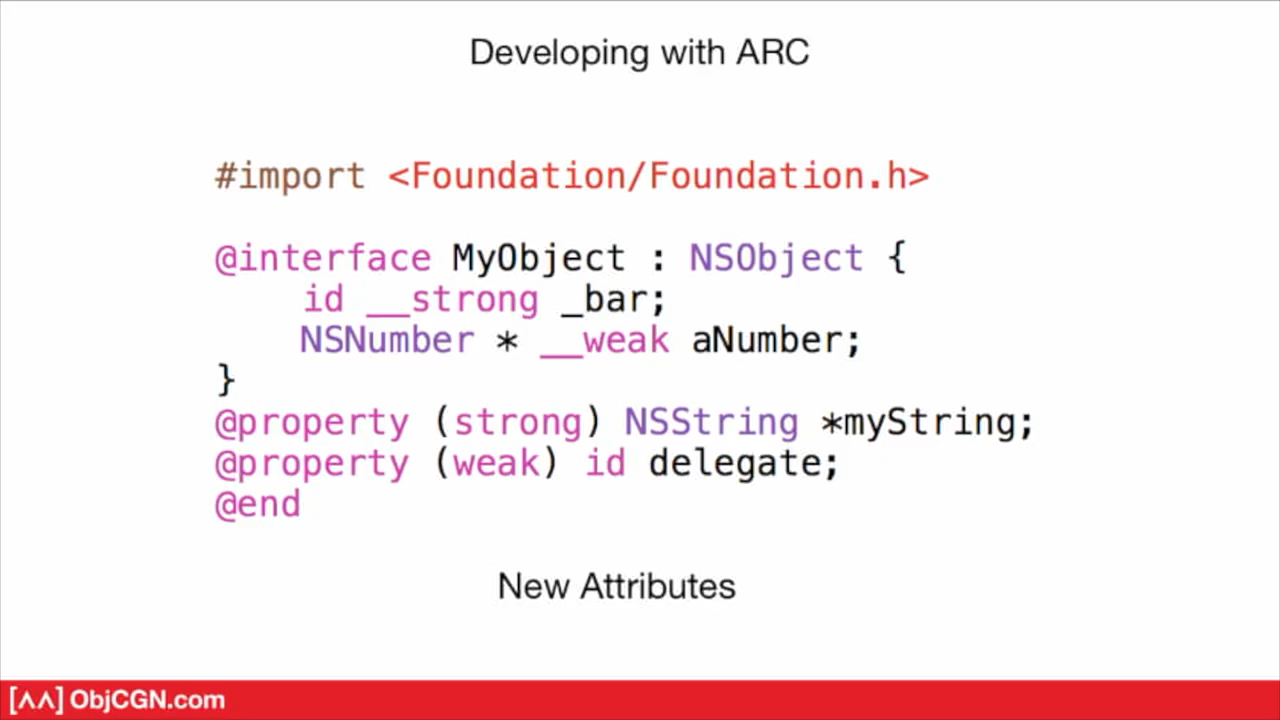 Developing with ARC
#import <Foundation/Foundation.h>
@interface MyObject : NSObject {
id __strong _bar;
NSNumber * __weak aNumber;
}
@property (strong) NSString *myString;
@property (weak) id delegate;
@end
New Attributes
[ʌʌ] ObjCGN.com